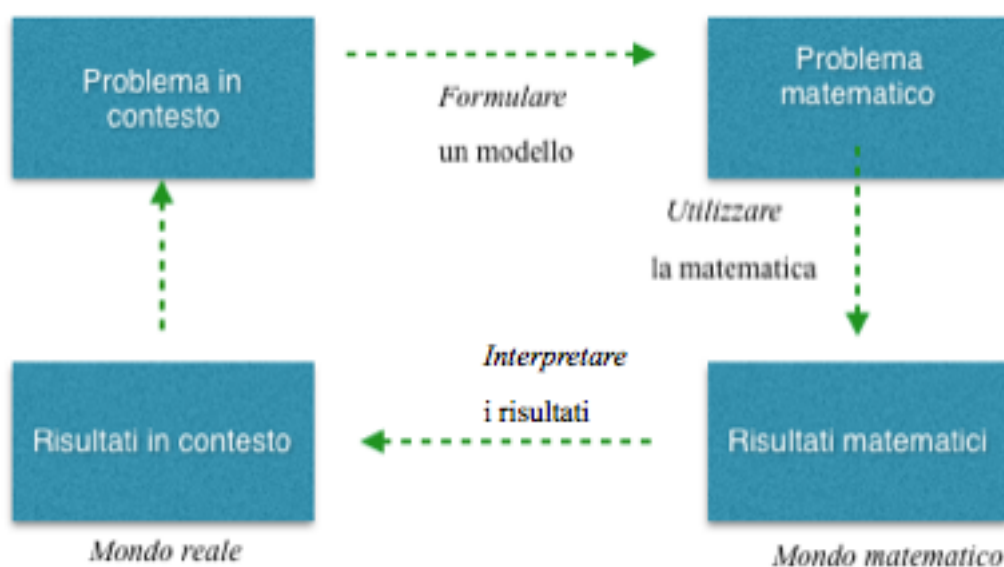 Problema in
contesto
Formulare
un modello
Problema
matematico
Utilizzare
la matematica
Interpretare
i risultati
Risultati in contesto
Risultati matematici
Mondo reale
Mondo matematico